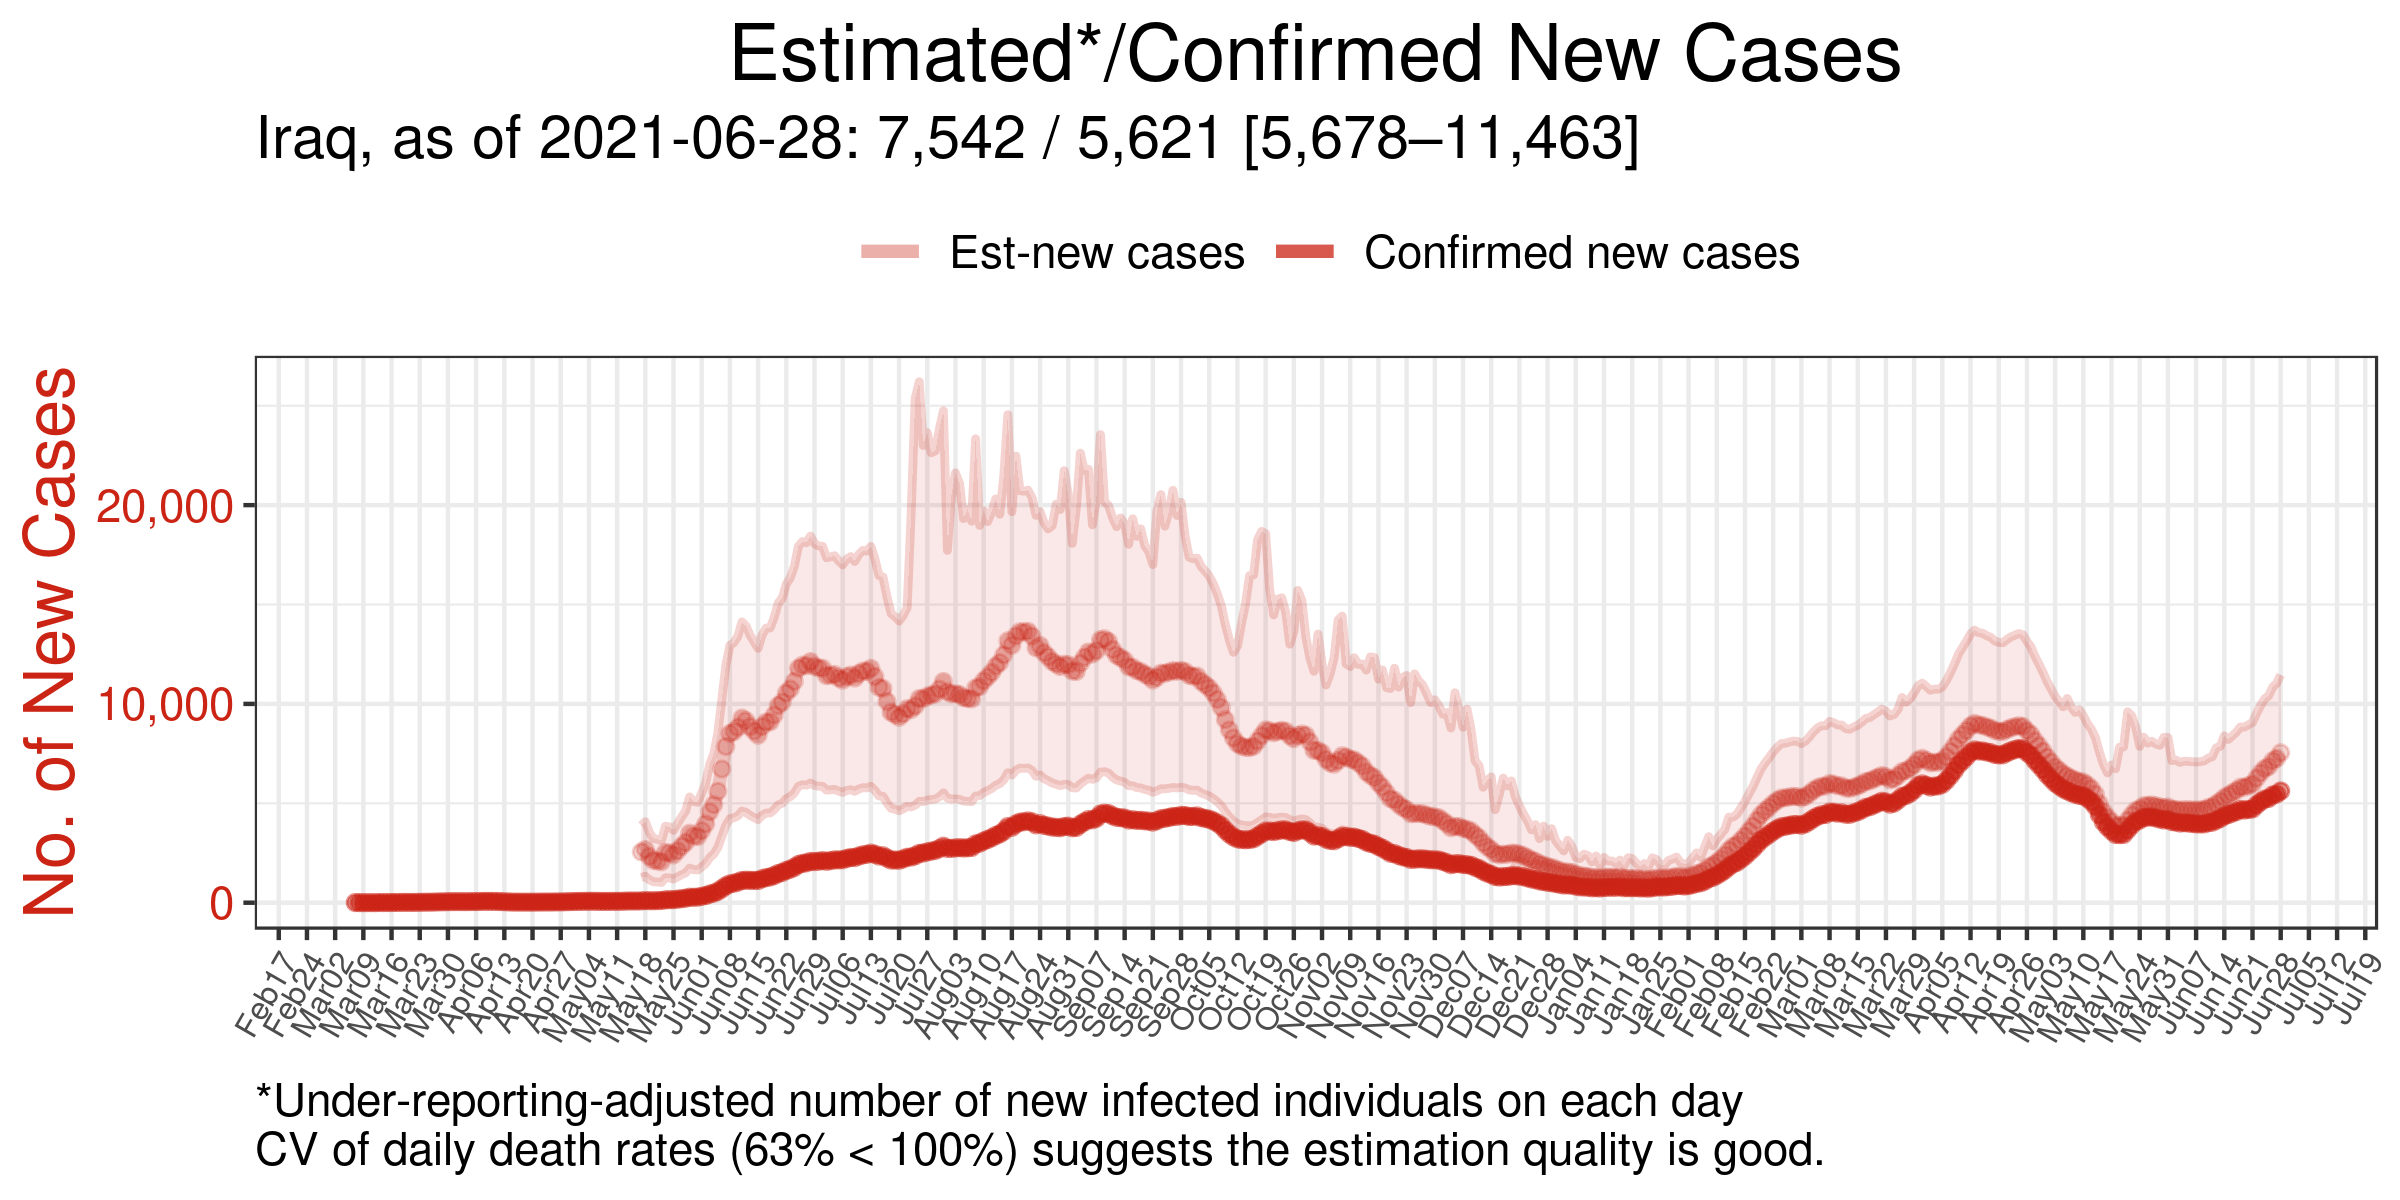 Estimated*/Confirmed New Cases
Iraq, as of 2021-06-28: 7,542 / 5,621 [5,678–11,463]
Est-new cases
Confirmed new cases
No. of New Cases
20,000
10,000
0
Feb17
Feb24
Mar02
Mar09
Mar16
Mar23
Mar30
Apr06
Apr13
Apr20
Apr27
May04
May11
May18
May25
Jun01
Jun08
Jun15
Jun22
Jun29
Jul06
Jul13
Jul20
Jul27
Aug03
Aug10
Aug17
Aug24
Aug31
Sep07
Sep14
Sep21
Sep28
Oct05
Oct12
Oct19
Oct26
Nov02
Nov09
Nov16
Nov23
Nov30
Dec07
Dec14
Dec21
Dec28
Jan04
Jan11
Jan18
Jan25
Feb01
Feb08
Feb15
Feb22
Mar01
Mar08
Mar15
Mar22
Mar29
Apr05
Apr12
Apr19
Apr26
May03
May10
May17
May24
May31
Jun07
Jun14
Jun21
Jun28
Jul05
Jul12
Jul19
*Under-reporting-adjusted number of new infected individuals on each day
CV of daily death rates (63% < 100%) suggests the estimation quality is good.